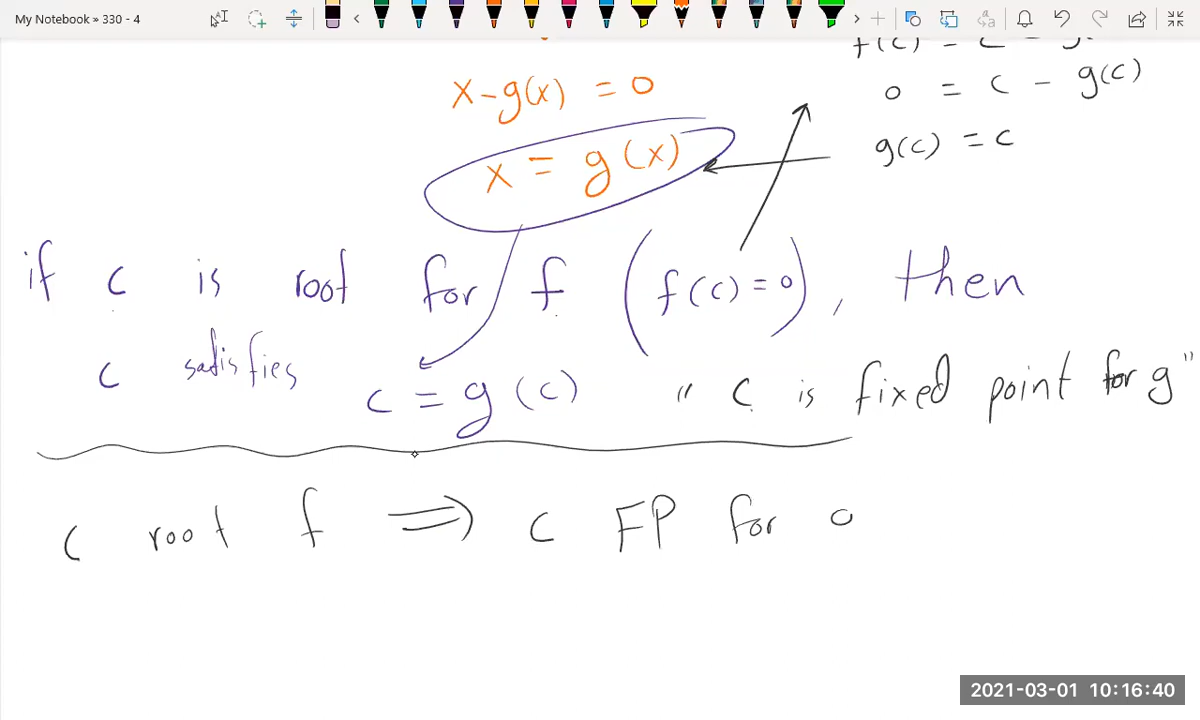 My Notebook » 330 - 4
x - g(x) = 0
0 = c - g(c)
x = g(x)
g(c) = c
if c is root for f (f(c) = 0), then
c satisfies c = g(c) " c is fixed point for g "
c root f ⇒ c FP for
2021-03-01 10:16:40